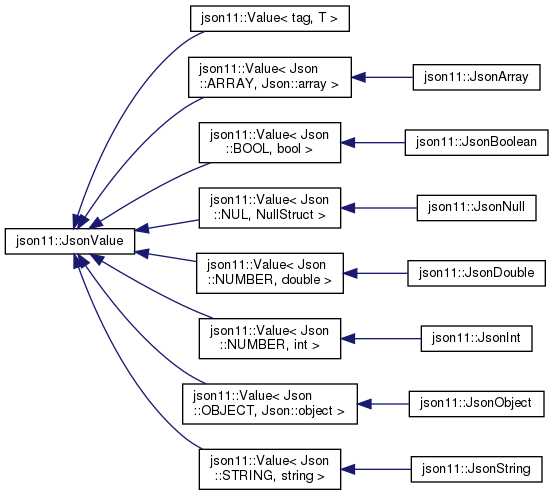 json11::Value< tag, T >
json11::Value< Json
::ARRAY, Json::array >
json11::JsonArray
json11::Value< Json
::BOOL, bool >
json11::JsonBoolean
json11::Value< Json
::NUL, NullStruct >
json11::JsonNull
json11::JsonValue
json11::Value< Json
::NUMBER, double >
json11::JsonDouble
json11::Value< Json
::NUMBER, int >
json11::JsonInt
json11::Value< Json
::OBJECT, Json::object >
json11::JsonObject
json11::Value< Json
::STRING, string >
json11::JsonString